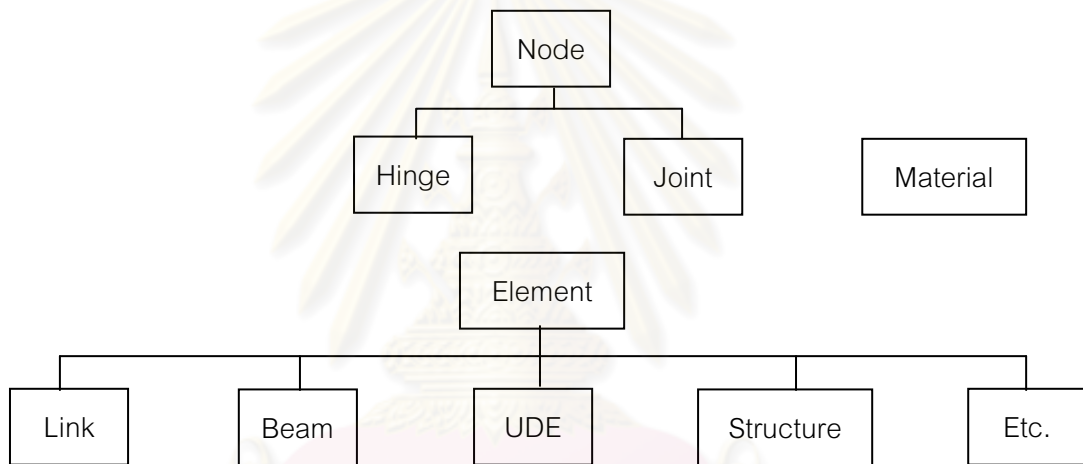 Node
Hinge
Joint
Material
Element
Link
Beam
UDE
Structure
Etc.